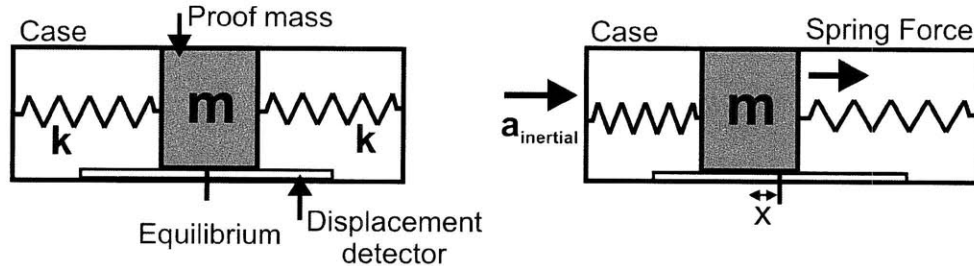 Proof mass
Case
m
k
k
Equilibrium
Displacement
detector
Case
Spring Force
m
a inertial
x